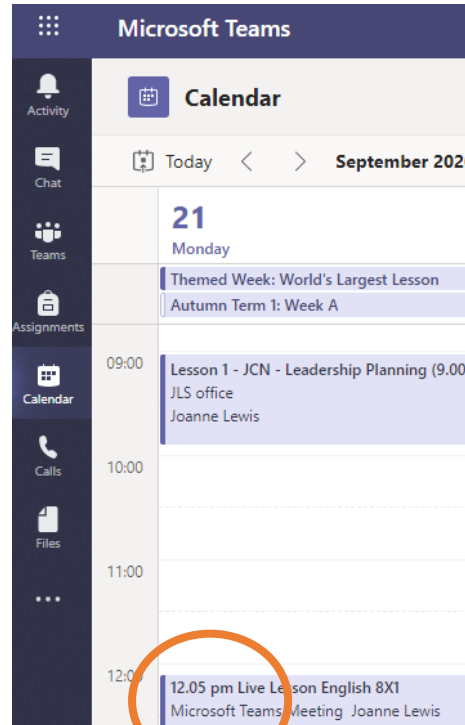 Microsoft Teams
Activity
Calendar
Chat
Today
September 202
21
Monday
Teams
Themed Week: World's Largest Lesson
Autumn Term 1: Week A
Assignments
09:00
Lesson 1 - JCN - Leadership Planning (9.00
JLS office
Joanne Lewis
Calendar
Calls
10:00
Files
11:00
12:00
12.05 pm Live Lesson English 8X1
Microsoft Teams Meeting Joanne Lewis